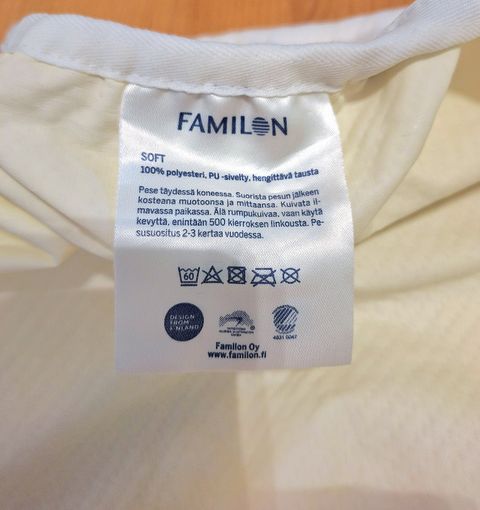 FAMILON
SOFT
100% polyesteri, PU -sively, hengittävä tausta
Pese täydessä koneessa. Suorista pesun jälkeen
kosteana muotoonsa ja mittaansa. Kuivata il-
mavassa paikassa. Älä rumpukuivaa, vaan käytä
kevyttä, enintään 500 kierroksen linkousta. Pe-
susuositus 2-3 kertaa vuodessa.
60
DESIGN
FROM
FINLAND
4031 0047
Familon Oy
www.familon.fi